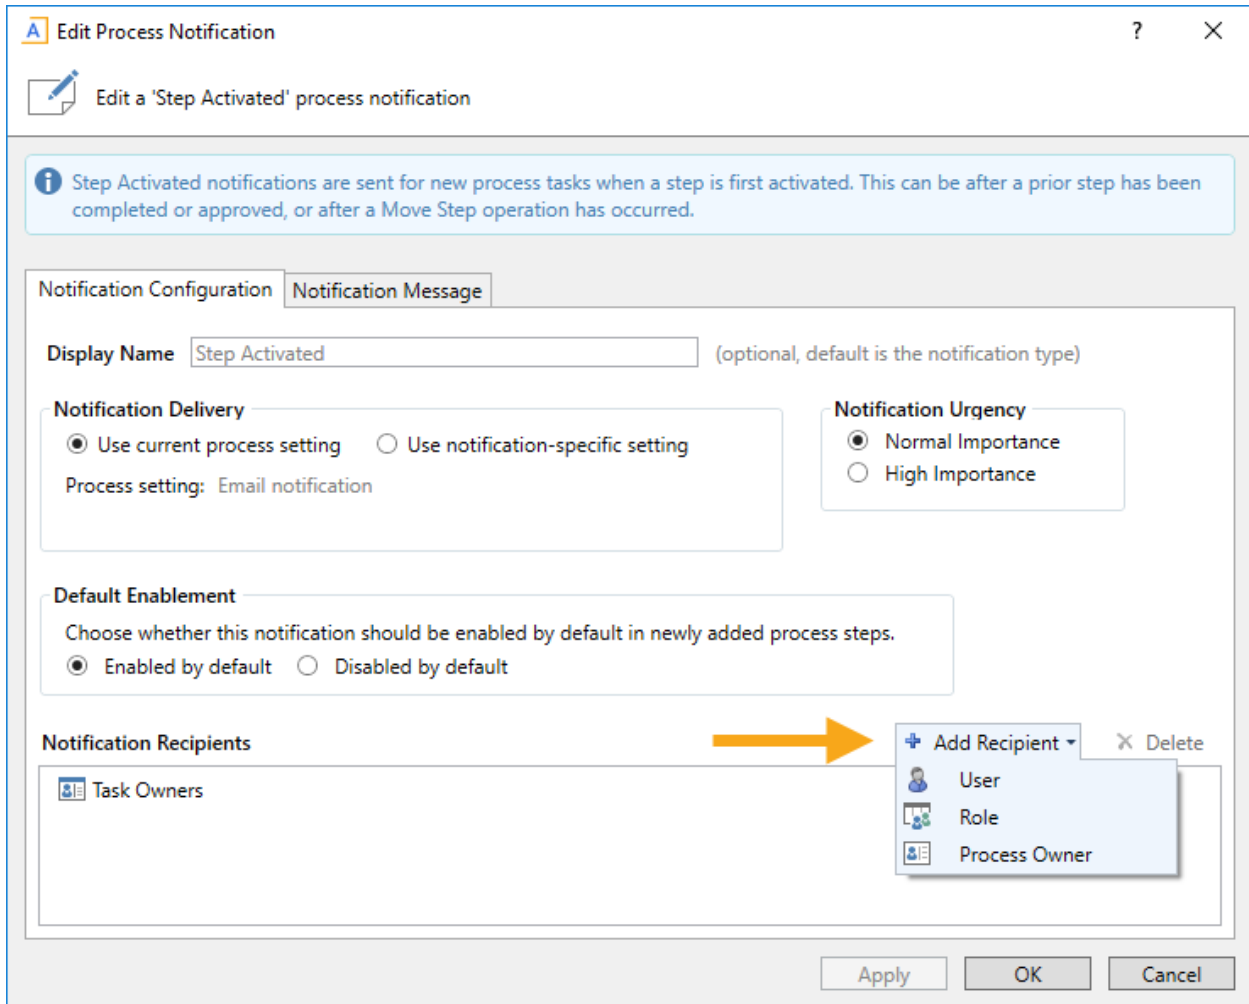 A Edit Process Notification ?
Edit a 'Step Activated' process notification
Step Activated notifications are sent for new process tasks when a step is first activated. This can be after a prior step has been
completed or approved, or after a Move Step operation has occurred.
Notification Configuration Notification Message
Display Name Step Activated (optional, default is the notification type)
Notification Delivery Notification Urgency
Use current process setting Use notification-specific setting Normal Importance
Process setting: Email notification High Importance
Default Enablement
Choose whether this notification should be enabled by default in newly added process steps.
Enabled by default Disabled by default
Notification Recipients Add Recipient Delete
Task Owners User
Role
Process Owner
Apply OK Cancel